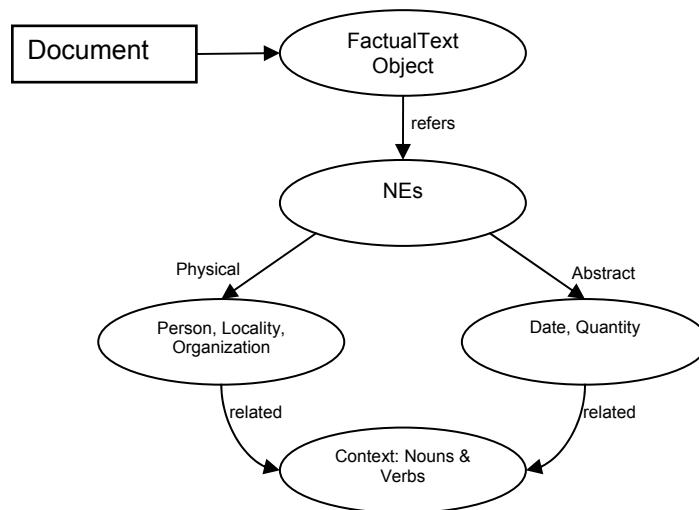 Document
FactualText
Object
refers
NEs
Physical
Abstract
Person, Locality,
Organization
Date, Quantity
related
related
Context: Nouns &
Verbs